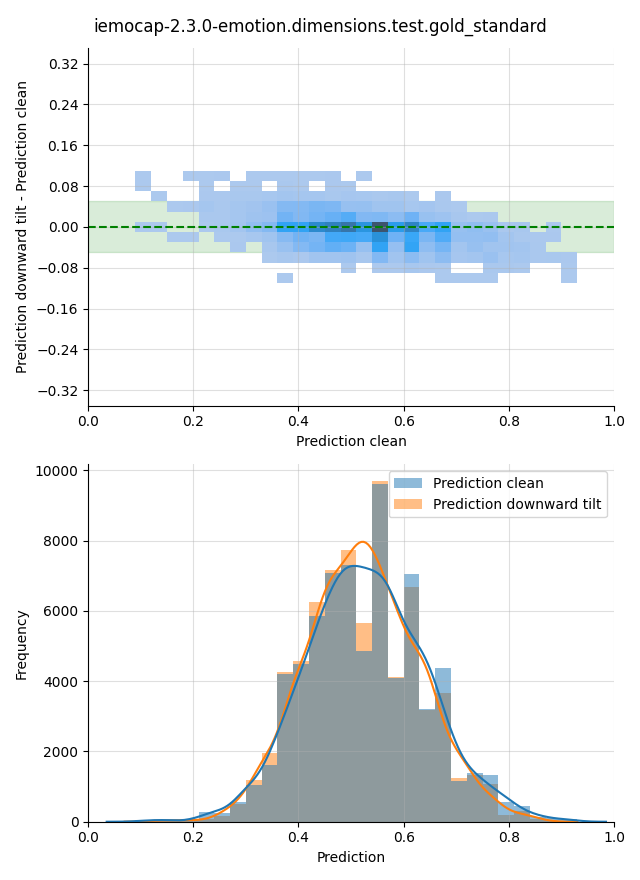 iemocap-2.3.0-emotion.dimensions.test.gold_standard
Prediction downward tilt - Prediction clean
0.32
0.24
0.16
0.08
0.00
−0.08
−0.16
−0.24
−0.32
0.0 0.2 0.4 0.6 0.8 1.0
Prediction clean
Frequency
10000
8000
6000
4000
2000
0
Prediction clean
Prediction downward tilt
0.0 0.2 0.4 0.6 0.8 1.0
Prediction